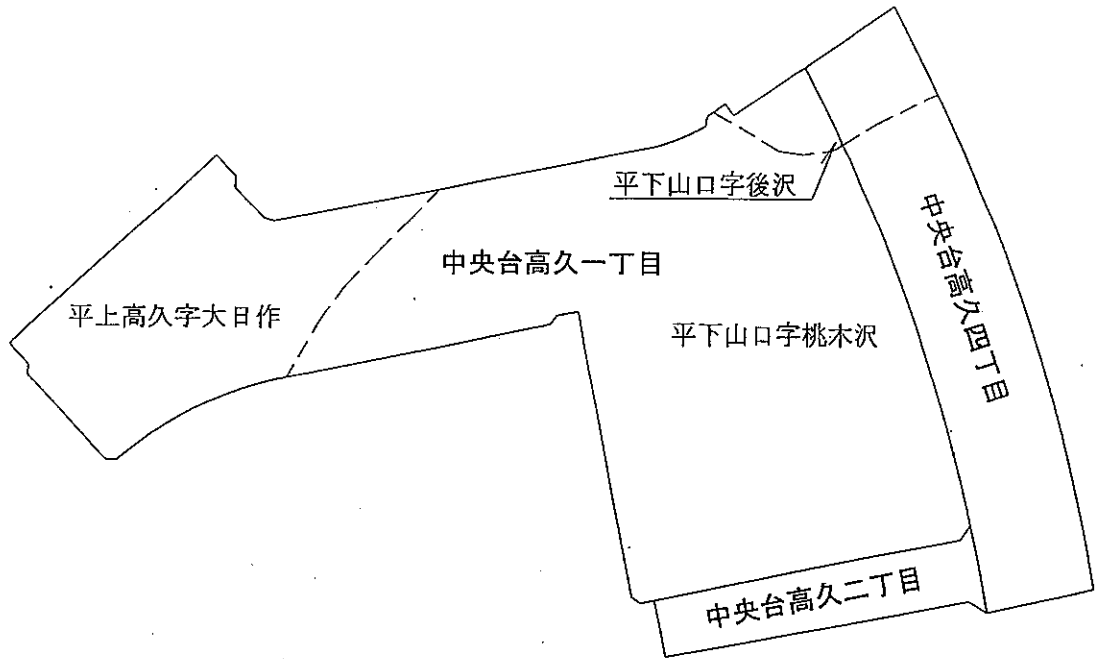 平下山口字後沢
中央台高久四丁目
中央台高久一丁目
平上高久字大日作
平下山口字桃木沢
中央台高久二丁目